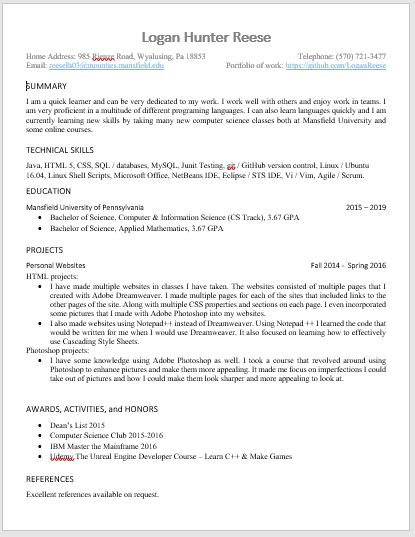 Logan Hunter Reese
Home Address: 985 Rienze Road, Wyalusing, Pa 18853 Telephone: (570) 721-3477
Email: reeselh03@mounties.mansfield.edu Portfolio of work: https://github.com/LoganReese
SUMMARY
I am a quick learner and can be very dedicated to my work. I work well with others and enjoy work in teams. I
am very proficient in a multitude of different programing languages. I can also learn languages quickly and I am
currently learning new skills by taking many new computer science classes both at Mansfield University and
some online courses.
TECHNICAL SKILLS
Java, HTML 5, CSS, SQL / databases, MySQL, Junit Testing, git / GitHub version control, Linux / Ubuntu
16.04, Linux Shell Scripts, Microsoft Office, NetBeans IDE, Eclipse / STS IDE, Vi / Vim, Agile / Scrum.
EDUCATION
Mansfield University of Pennsylvania 2015 – 2019
• Bachelor of Science, Computer & Information Science (CS Track), 3.67 GPA
• Bachelor of Science, Applied Mathematics, 3.67 GPA
PROJECTS
Personal Websites Fall 2014 - Spring 2016
HTML projects:
• I have made multiple websites in classes I have taken. The websites consisted of multiple pages that I
created with Adobe Dreamweaver. I made multiple pages for each of the sites that included links to the
other pages of the site. Along with multiple CSS properties and sections on each page. I even incorporated
some pictures that I made with Adobe Photoshop into my websites.
• I also made websites using Notepad++ instead of Dreamweaver. Using Notepad ++ I learned the code that
would be written for me when I would use Dreamweaver. It also focused on learning how to effectively
use Cascading Style Sheets.
Photoshop projects:
• I have some knowledge using Adobe Photoshop as well. I took a course that revolved around using
Photoshop to enhance pictures and make them more appealing. It made me focus on imperfections I could
take out of pictures and how I could make them look sharper and more appealing to look at.
AWARDS, ACTIVITIES, and HONORS
• Dean's List 2015
• Computer Science Club 2015-2016
• IBM Master the Mainframe 2016
• Udemy The Unreal Engine Developer Course – Learn C++ & Make Games
REFERENCES
Excellent references available on request.